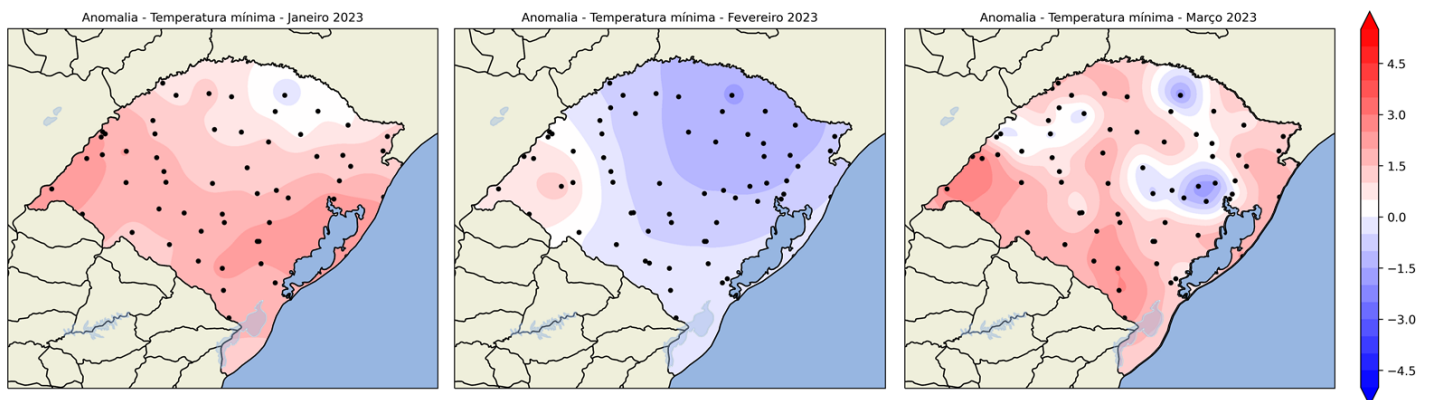 Anomalia - Temperatura mínima - Janeiro 2023
Anomalia - Temperatura mínima - Fevereiro 2023
Anomalia - Temperatura mínima - Março 2023
4.5
3.0
1.5
0.0
−1.5
−3.0
−4.5